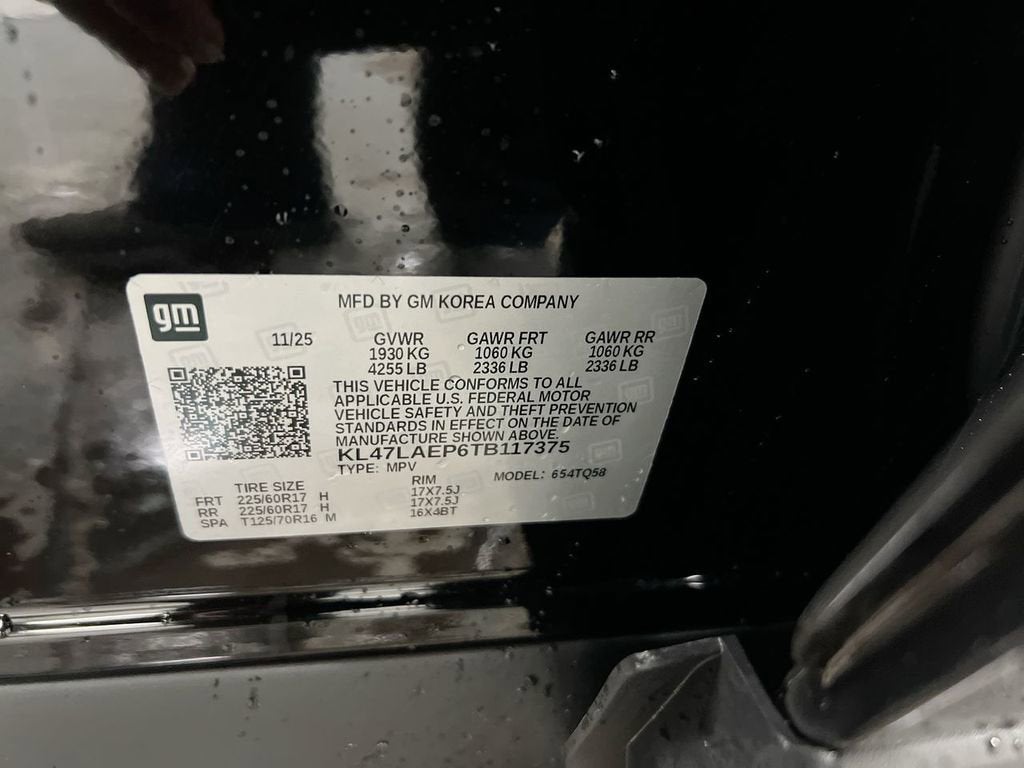 gm
MFD BY GM KOREA COMPANY
11/25 GVWR GAWR FRT GAWR RR
1930 KG 1060 KG 1060 KG
4255 LB 2336 LB 2336 LB
THIS VEHICLE CONFORMS TO ALL
APPLICABLE U.S. FEDERAL MOTOR
VEHICLE SAFETY AND THEFT PREVENTION
STANDARDS IN EFFECT ON THE DATE OF
MANUFACTURE SHOWN ABOVE.
KL47LAEP6TB117375
TYPE: MPV MODEL: 654TQ58
TIRE SIZE RIM
FRT 225/60R17 H 17X7.5J
RR 225/60R17 H 17X7.5J
SPA T125/70R16 M 16X4BT